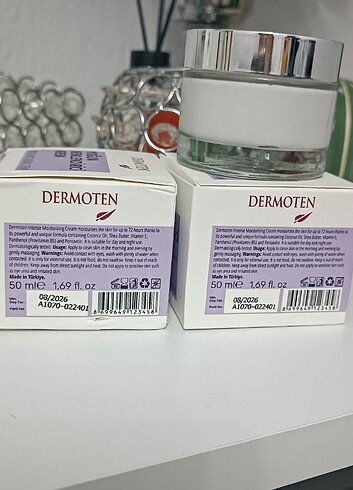 DERMOTEN
Dermoten Intense Moisturizing Cream moisturizes the skin for up to 72 hours thanks to
its powerful and unique formula containing Coconut Oil, Shea Butter, Vitamin E,
Panthenol (Provitamin B5) and Pentavitin. It is suitable for day and night use.
Dermatologically tested. Usage: Apply to clean skin in the morning and evening by
gently massaging. Warnings: Avoid contact with eyes, wash with plenty of water when
contacted. It is only for external use. It is not food, do not swallow. Keep it out of reach
of children. Keep away from direct sunlight and heat. Do not apply to sensitive skin such
as eye area and irritated skin.
Made in Türkiye.
50 ml e 1.69 fl. oz
08/2026
A1070-022401
8 699649 123458
DERMOTEN
Dermoten Intense Moisturizing Cream moisturizes the skin for up to 72 hours thanks to
its powerful and unique formula containing Coconut Oil, Shea Butter, Vitamin E,
Panthenol (Provitamin B5) and Pentavitin. It is suitable for day and night use.
Dermatologically tested. Usage: Apply to clean skin in the morning and evening by
gently massaging. Warnings: Avoid contact with eyes, wash with plenty of water when
contacted. It is only for external use. It is not food, do not swallow. Keep it out of reach
of children. Keep away from direct sunlight and heat. Do not apply to sensitive skin such
as eye area and irritated skin.
Made in Türkiye.
50 ml e 1.69 fl. oz
08/2026
A1070-022401
8 699649 123458